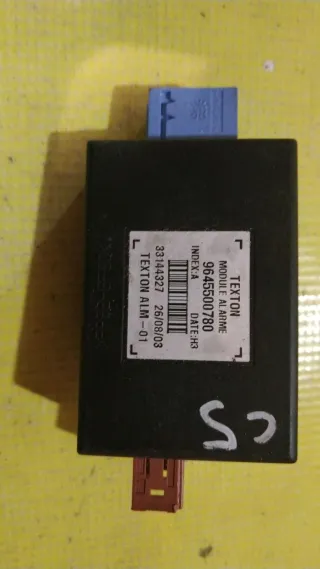 TEXTON
MODULE ALARME
9645500780
INDEX:A DATE:H3
33144327 26/08/03
TEXTON ALM-01
C5